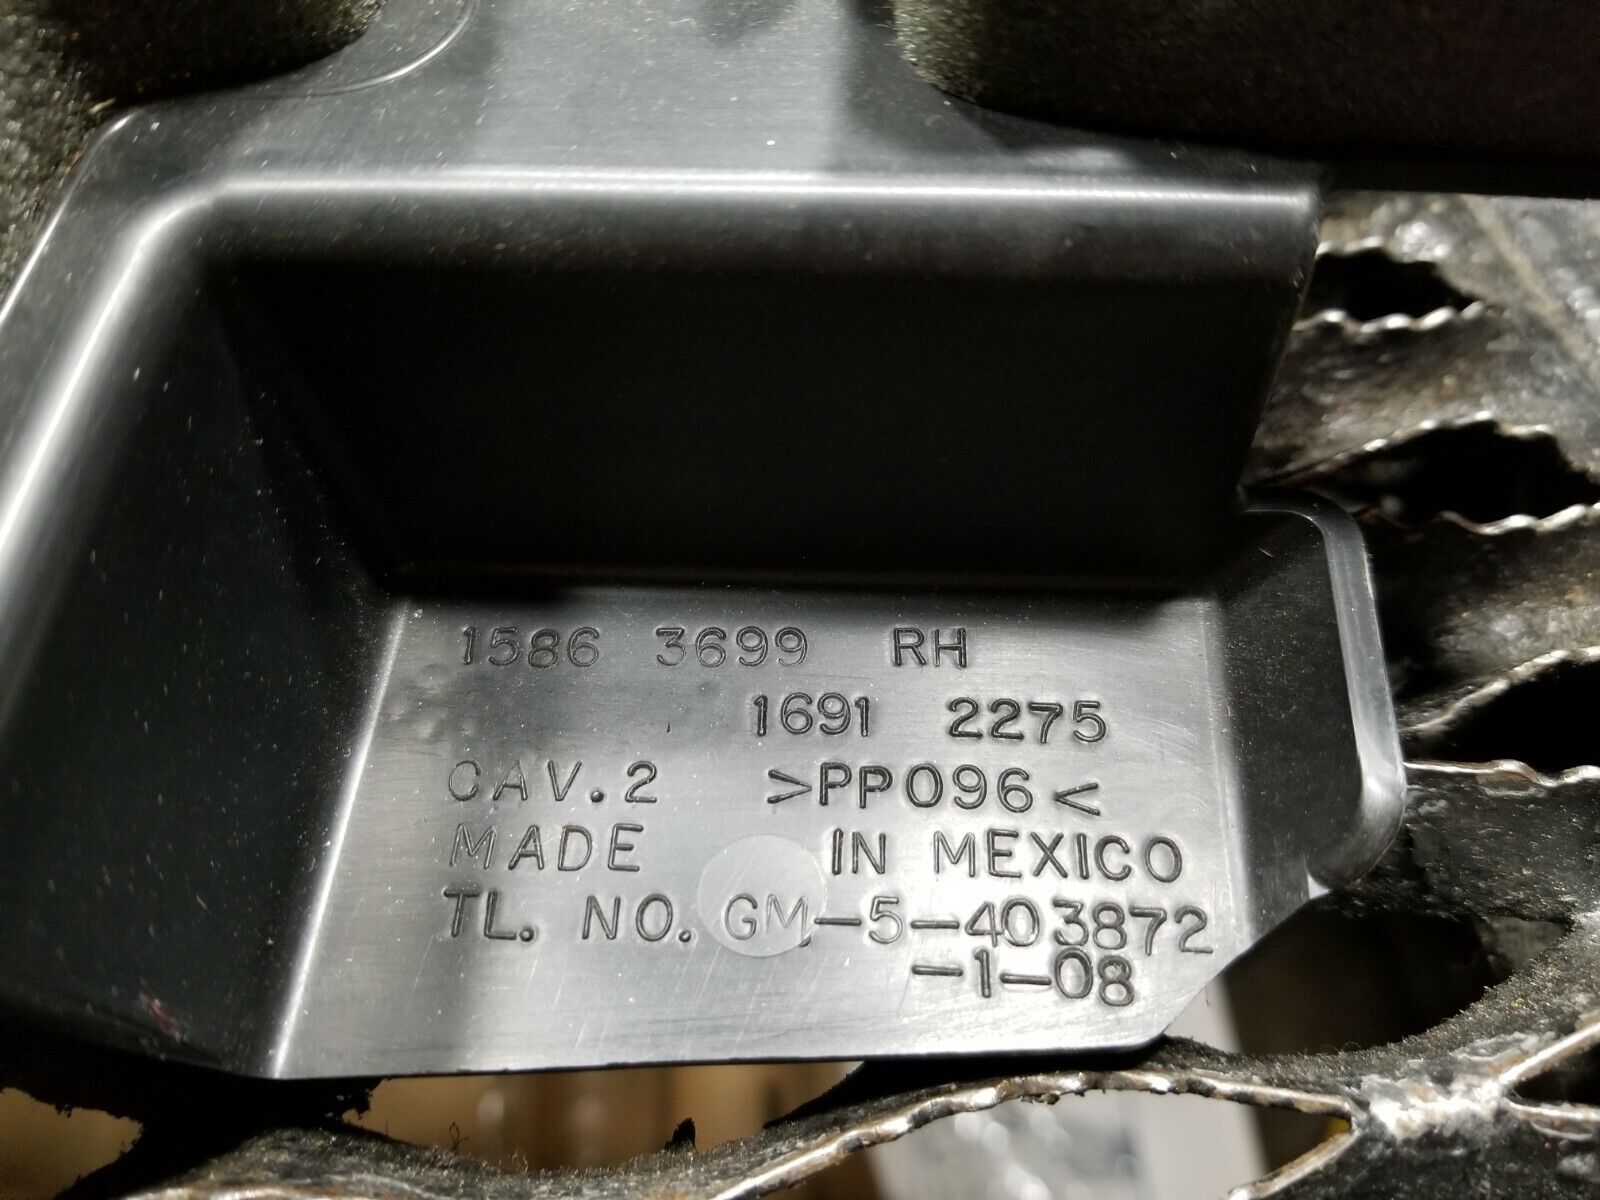 1586 3699 RH
1691 2275
CAV.2 >PP096<
MADE IN MEXICO
TL. NO. GM-5-403872
-1-08